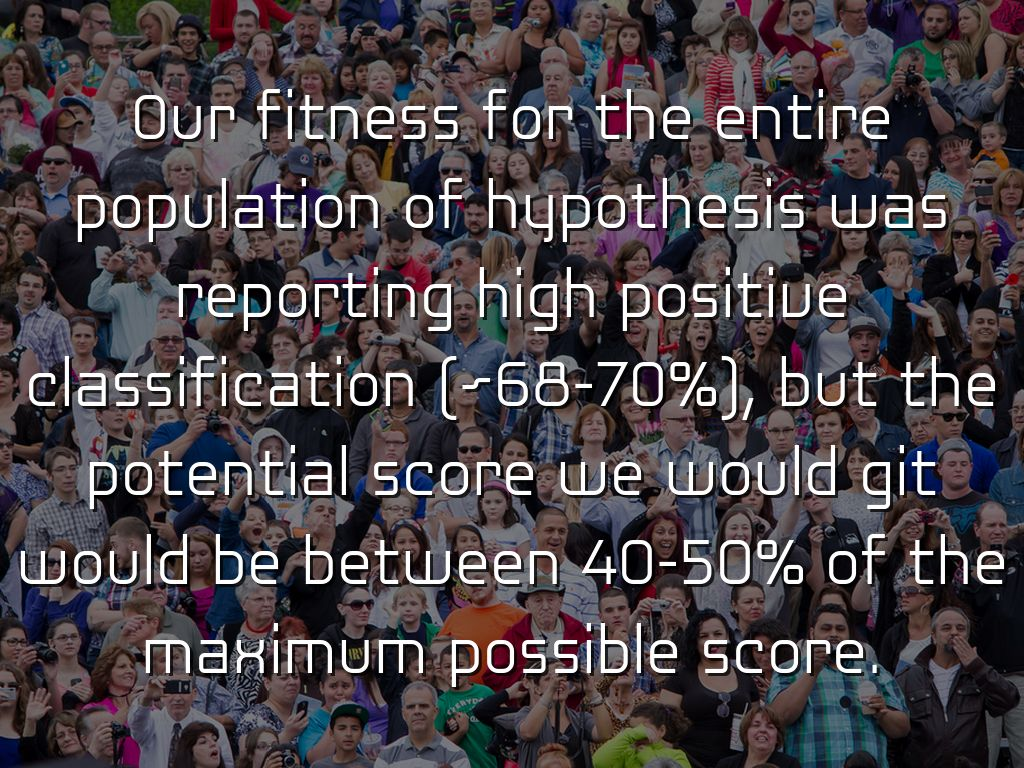 Our fitness for the entire
population of hypothesis was
reporting high positive
classification (~68-70%), but the
potential score we would git
would be between 40-50% of the
maximum possible score.